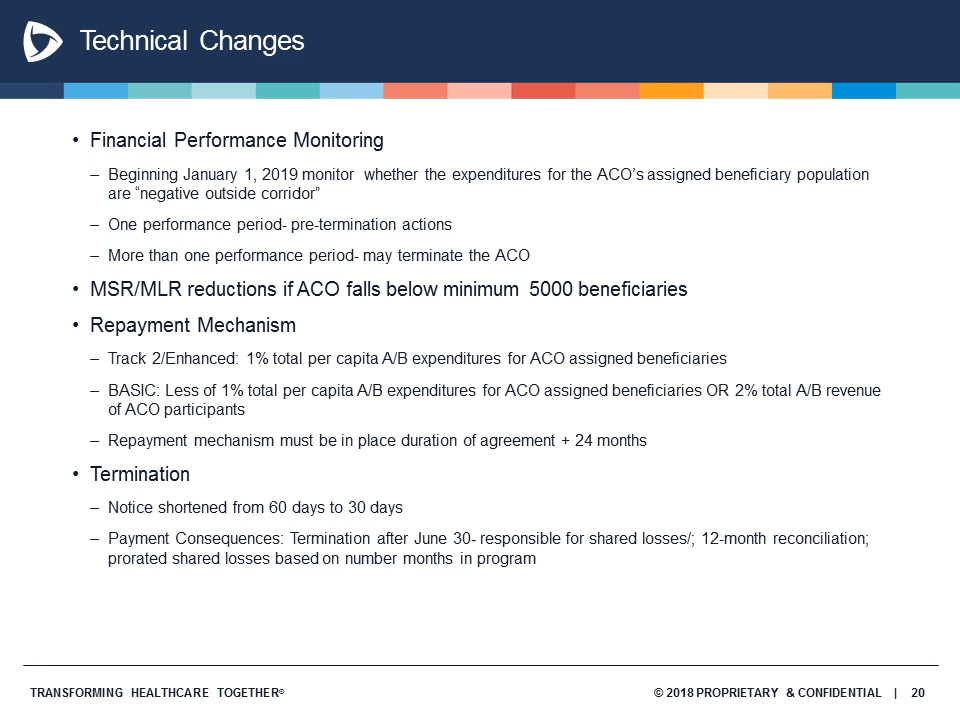 Technical Changes
• Financial Performance Monitoring
– Beginning January 1, 2019 monitor whether the expenditures for the ACO’s assigned beneficiary population
are “negative outside corridor”
– One performance period- pre-termination actions
– More than one performance period- may terminate the ACO
• MSR/MLR reductions if ACO falls below minimum 5000 beneficiaries
• Repayment Mechanism
– Track 2/Enhanced: 1% total per capita A/B expenditures for ACO assigned beneficiaries
– BASIC: Less of 1% total per capita A/B expenditures for ACO assigned beneficiaries OR 2% total A/B revenue
of ACO participants
– Repayment mechanism must be in place duration of agreement + 24 months
• Termination
– Notice shortened from 60 days to 30 days
– Payment Consequences: Termination after June 30- responsible for shared losses/; 12-month reconciliation;
prorated shared losses based on number months in program
TRANSFORMING HEALTHCARE TOGETHER® © 2018 PROPRIETARY & CONFIDENTIAL | 20